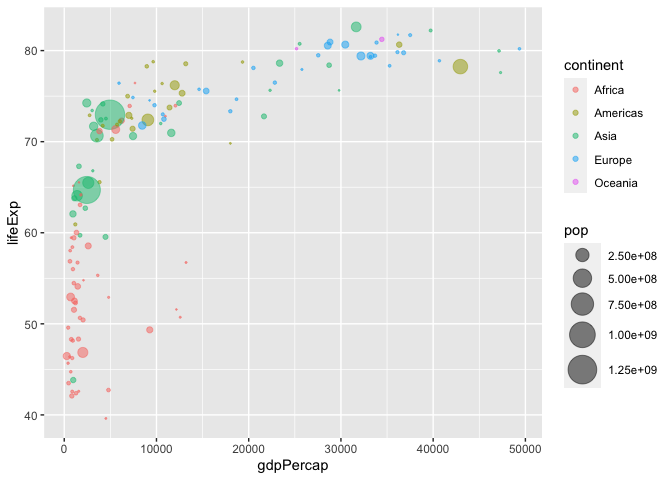 80
70
60
50
40
lifeExp
0
10000
20000
30000
40000
50000
gdpPercap
continent
Africa
Americas
Asia
Europe
Oceania
pop
2.50e+08
5.00e+08
7.50e+08
1.00e+09
1.25e+09